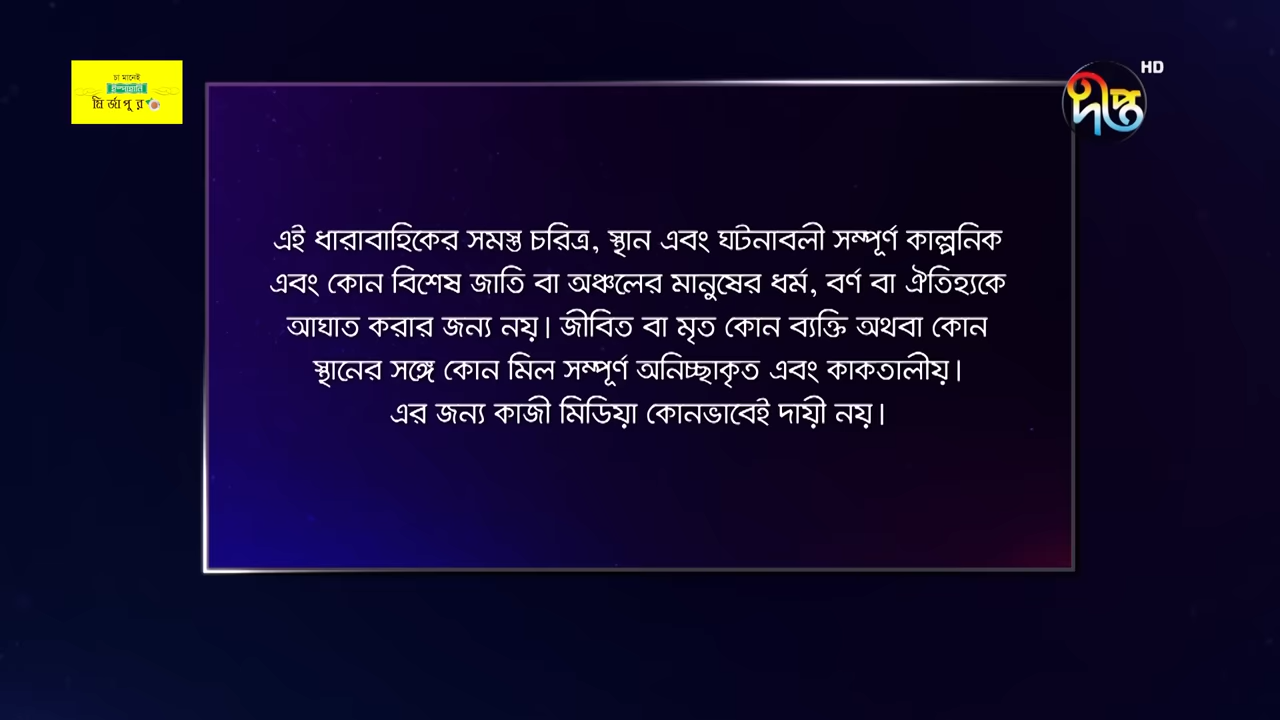 চা মানেই
ইস্পাহানি
মির্জাপুর
দীপ্ত
HD
এই ধারাবাহিকের সমস্ত চরিত্র, স্থান এবং ঘটনাবলী সম্পূর্ণ কাল্পনিক
এবং কোন বিশেষ জাতি বা অঞ্চলের মানুষের ধর্ম, বর্ণ বা ঐতিহ্যকে
আঘাত করার জন্য নয়। জীবিত বা মৃত কোন ব্যক্তি অথবা কোন
স্থানের সঙ্গে কোন মিল সম্পূর্ণ অনিচ্ছাকৃত এবং কাকতালীয়।
এর জন্য কাজী মিডিয়া কোনভাবেই দায়ী নয়।